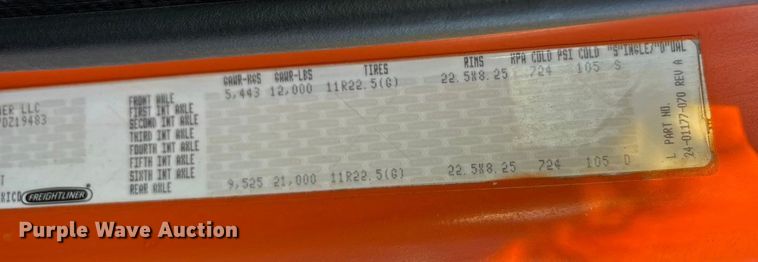 GAWR-KGS GAWR-LBS TIRES RIMS KPA COLD PSI COLD "S"INGLE/"D"UAL
FRONT AXLE 5,443 12,000 11R22.5(G) 22.5X8.25 724 105 S
NER LLC FIRST INT AXLE
DZ19483 SECOND INT AXLE
THIRD INT AXLE
FOURTH INT AXLE
FIFTH INT AXLE
T SIXTH INT AXLE
EXICO FREIGHTLINER REAR AXLE 9,525 21,000 11R22.5(G) 22.5X8.25 724 105 D
L PART NO.
24-01177-070 REV A
Purple Wave Auction